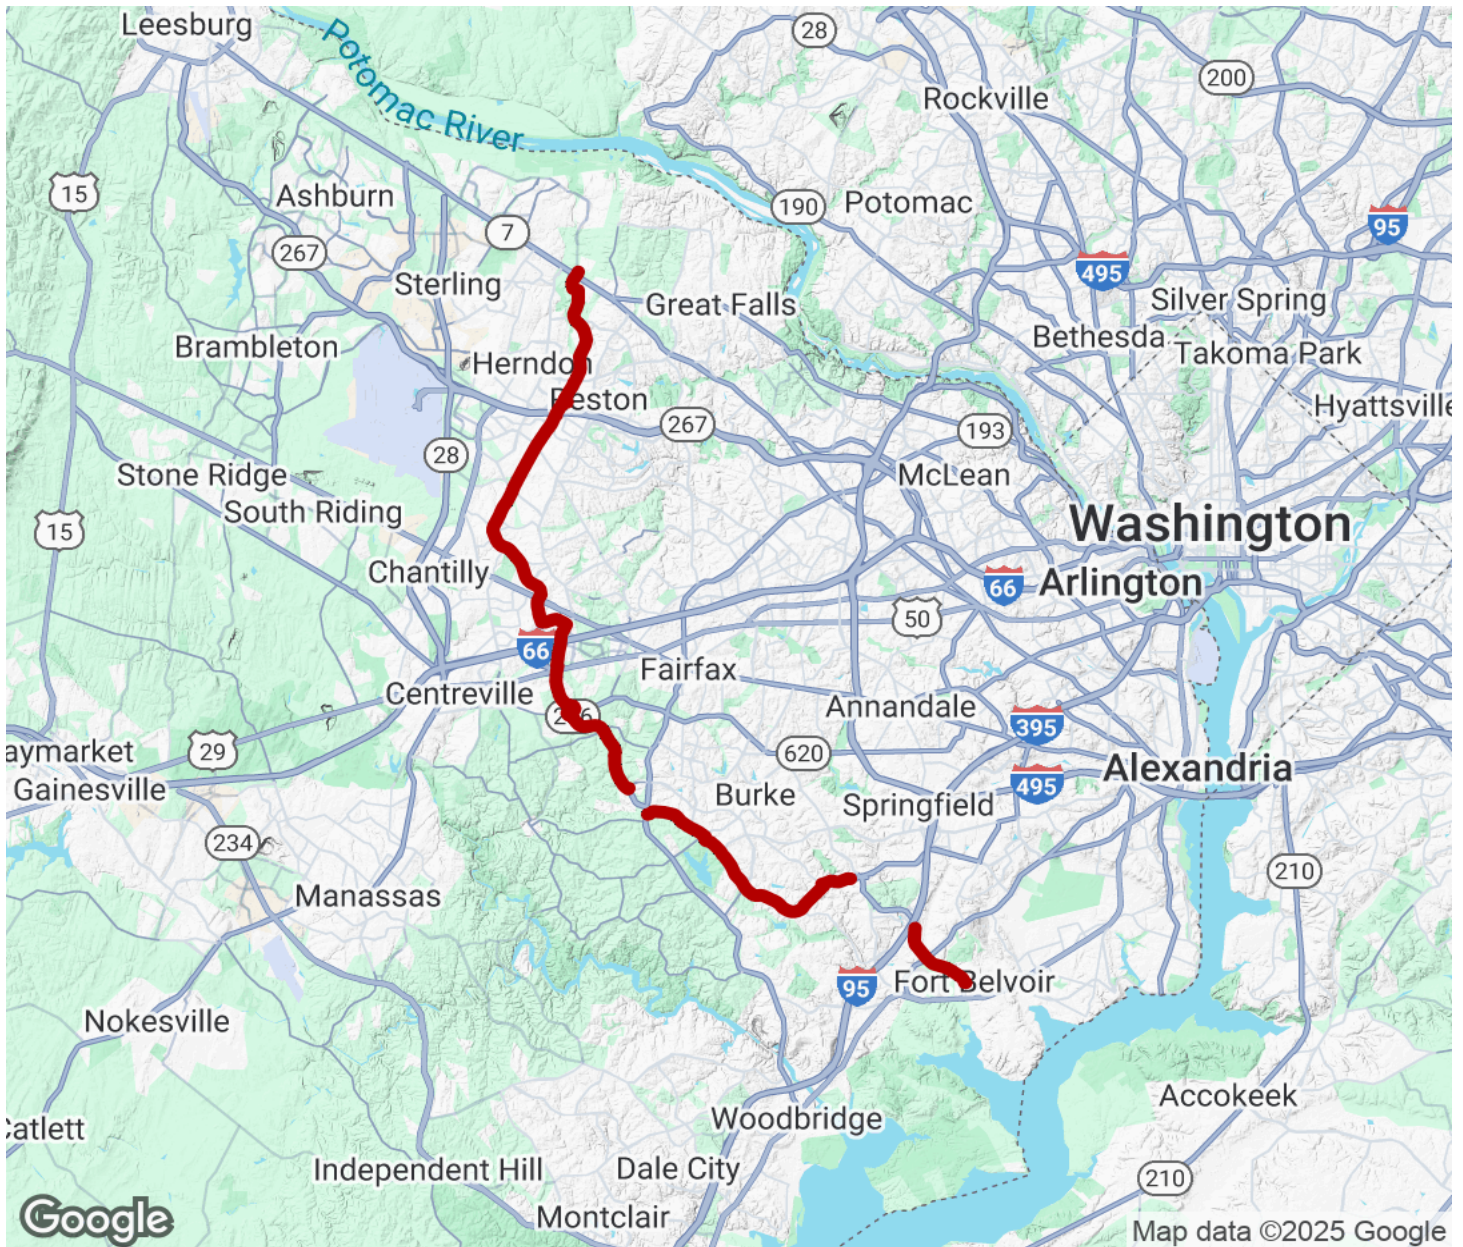 Leesburg
28
200
Rockville
Potomac River
15
Ashburn
190
Potomac
95
7
267
495
Sterling
Great Falls
Silver Spring
Brambleton
Bethesda
Takoma Park
Herndon
Reston
Hyattsville
267
193
28
Stone Ridge
McLean
South Riding
Washington
15
Chantilly
66
Arlington
50
66
Fairfax
Centreville
Annandale
395
29
aymarket
620
Alexandria
Gainesville
495
Burke
Springfield
234
210
Manassas
Fort Belvoir
95
Nokesville
Accokeek
Catlett
Woodbridge
Independent Hill
Dale City
210
Montclair
Google
Map data ©2025 Google